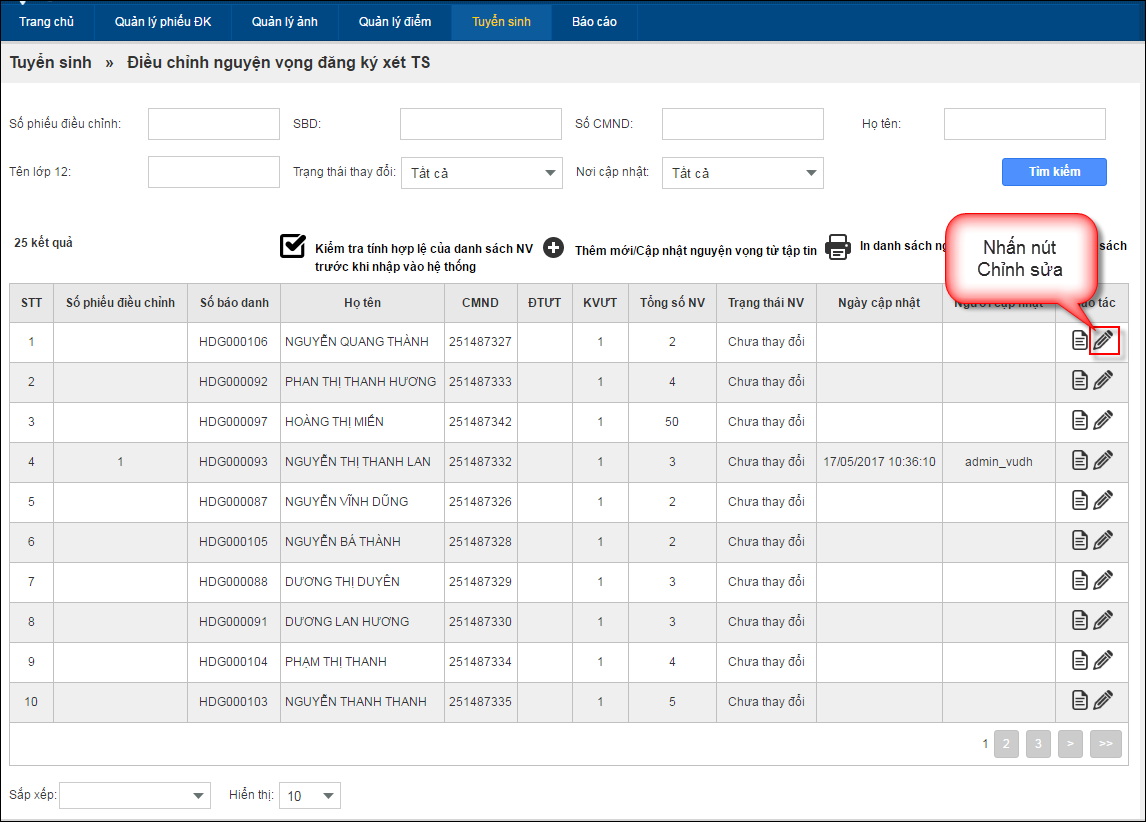 Trang chủ Quản lý phiếu ĐK Quản lý ảnh Quản lý điểm Tuyển sinh Báo cáo
Tuyển sinh » Điều chỉnh nguyện vọng đăng ký xét TS
Số phiếu điều chỉnh: SBD: Số CMND: Họ tên:
Tên lớp 12: Trạng thái thay đổi: Tất cả Nơi cập nhật: Tất cả Tìm kiếm
25 kết quả
Kiểm tra tính hợp lệ của danh sách NV
trước khi nhập vào hệ thống
Thêm mới/Cập nhật nguyện vọng từ tập tin
In danh sách sách
Nhấn nút
Chỉnh sửa
STT Số phiếu điều chỉnh Số báo danh Họ tên CMND ĐTƯT KVƯT Tổng số NV Trạng thái NV Ngày cập nhật Người cập nhật tác
1 HDG000106 NGUYỄN QUANG THÀNH 251487327 1 2 Chưa thay đổi
2 HDG000092 PHAN THỊ THANH HƯƠNG 251487333 1 4 Chưa thay đổi
3 HDG000097 HOÀNG THỊ MIÊN 251487342 1 50 Chưa thay đổi
4 1 HDG000093 NGUYỄN THỊ THANH LAN 251487332 1 3 Chưa thay đổi 17/05/2017 10:36:10 admin_vudh
5 HDG000087 NGUYỄN VĨNH DŨNG 251487326 1 2 Chưa thay đổi
6 HDG000105 NGUYỄN BÁ THÀNH 251487328 1 2 Chưa thay đổi
7 HDG000088 DƯƠNG THỊ DUYÊN 251487329 1 3 Chưa thay đổi
8 HDG000091 DƯƠNG LAN HƯƠNG 251487330 1 3 Chưa thay đổi
9 HDG000104 PHẠM THỊ THANH 251487334 1 4 Chưa thay đổi
10 HDG000103 NGUYỄN THANH THANH 251487335 1 5 Chưa thay đổi
1 2 3 > >>
Sắp xếp: Hiển thị: 10